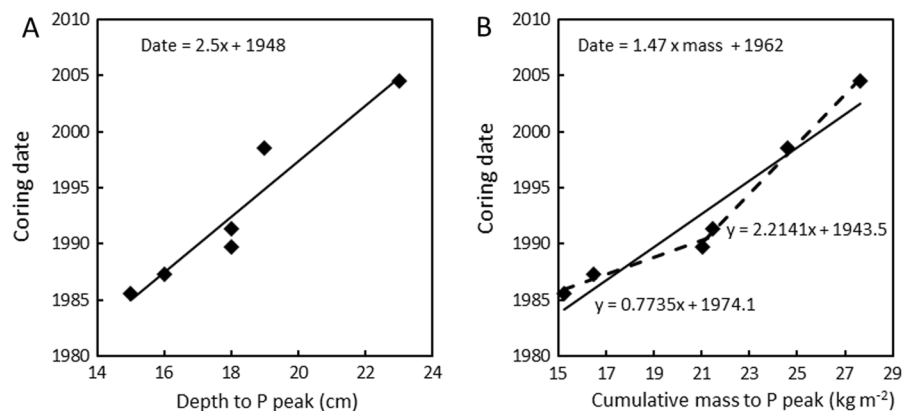 A
Date = 2.5x + 1948
2010
2005
2000
1995
1990
1985
1980
Coring date
14 16 18 20 22 24
Depth to P peak (cm)
B
Date = 1.47 x mass + 1962
2010
2005
2000
1995
1990
1985
1980
Coring date
y = 2.2141x + 1943.5
y = 0.7735x + 1974.1
15 17 19 21 23 25 27 29
Cumulative mass to P peak (kg m⁻²)